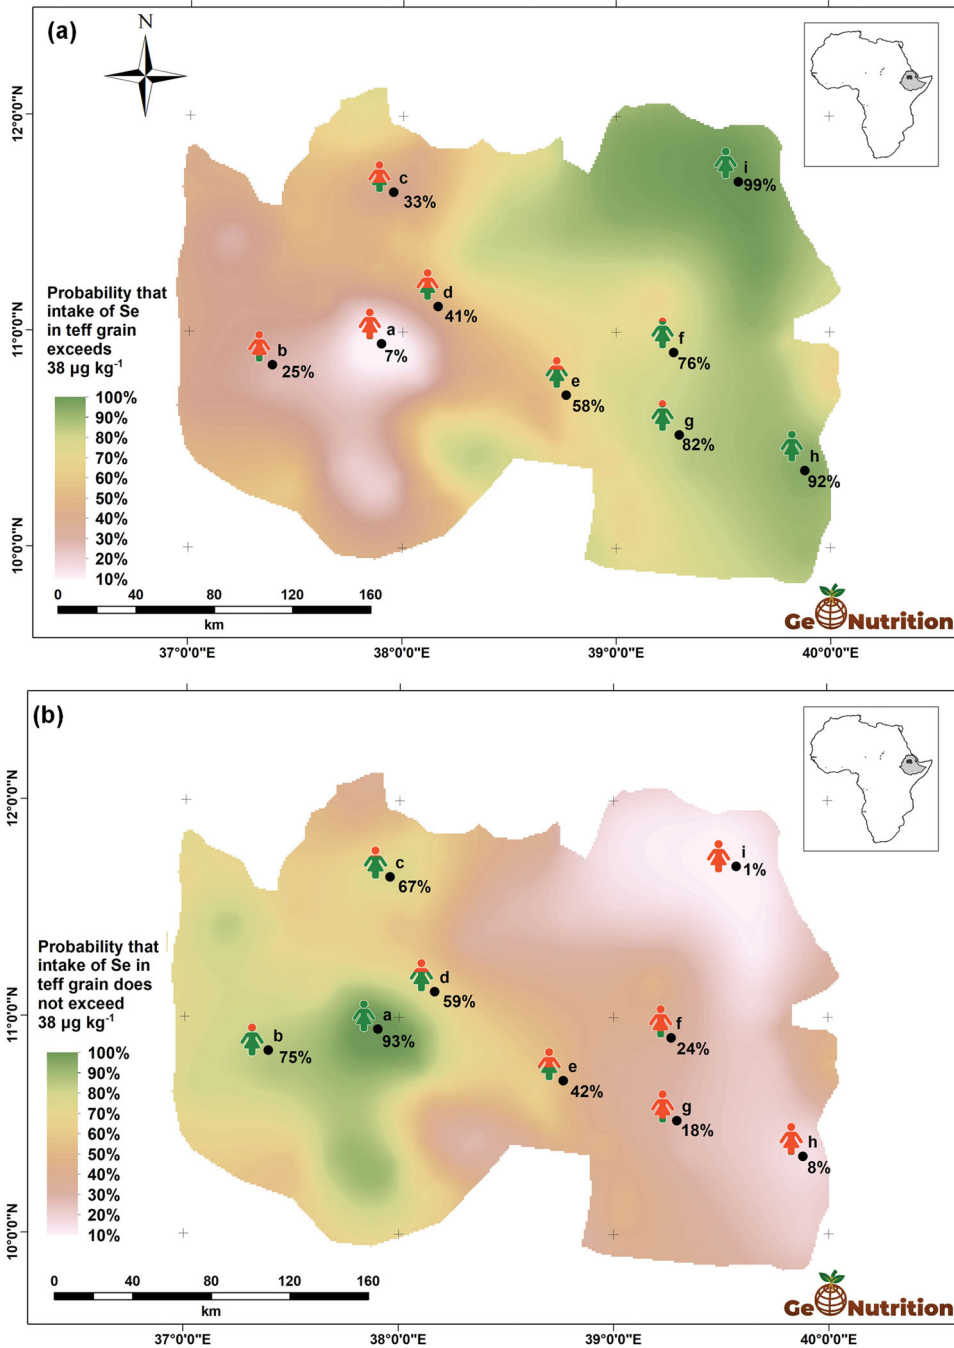 (a)
N
12°0'0"N
11°0'0"N
10°0'0"N
c
33%
i
99%
d
41%
a
7%
b
25%
f
76%
e
58%
g
82%
h
92%
Probability that
intake of Se
in teff grain
exceeds
38 µg kg⁻¹
100%
90%
80%
70%
60%
50%
40%
30%
20%
10%
0 40 80 120 160
km
GeoNutrition
37°0'0"E 38°0'0"E 39°0'0"E 40°0'0"E
(b)
12°0'0"N
11°0'0"N
10°0'0"N
c
67%
i
1%
d
59%
a
93%
b
75%
f
24%
e
42%
g
18%
h
8%
Probability that
intake of Se in
teff grain does
not exceed
38 µg kg⁻¹
100%
90%
80%
70%
60%
50%
40%
30%
20%
10%
0 40 80 120 160
km
GeoNutrition
37°0'0"E 38°0'0"E 39°0'0"E 40°0'0"E